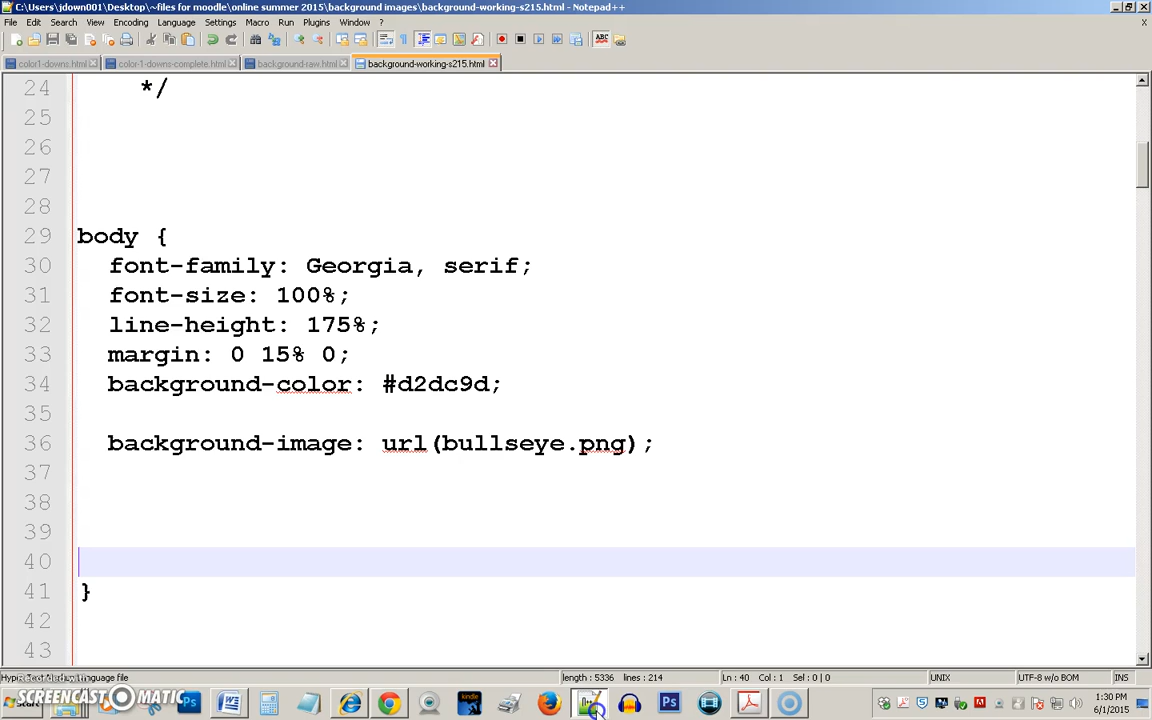 C:\Users\jdown001\Desktop\~files for moodle\online summer 2015\background images\background-working-s215.html - Notepad++
File Edit Search View Encoding Language Settings Macro Run Plugins Window ? X
color1-downs.html color-1-downs-complete.html background-raw.html background-working-s215.html
24 */
25
26
27
28
29 body {
30 font-family: Georgia, serif;
31 font-size: 100%;
32 line-height: 175%;
33 margin: 0 15% 0;
34 background-color: #d2dc9d;
35
36 background-image: url(bullseye.png);
37
38
39
40
41 }
42
43
language file length : 5336 lines : 214 Ln : 40 Col : 1 Sel : 0 | 0 UNIX UTF-8 w/o BOM INS
Start SCREENCAST MATIC 1:30 PM
6/1/2015